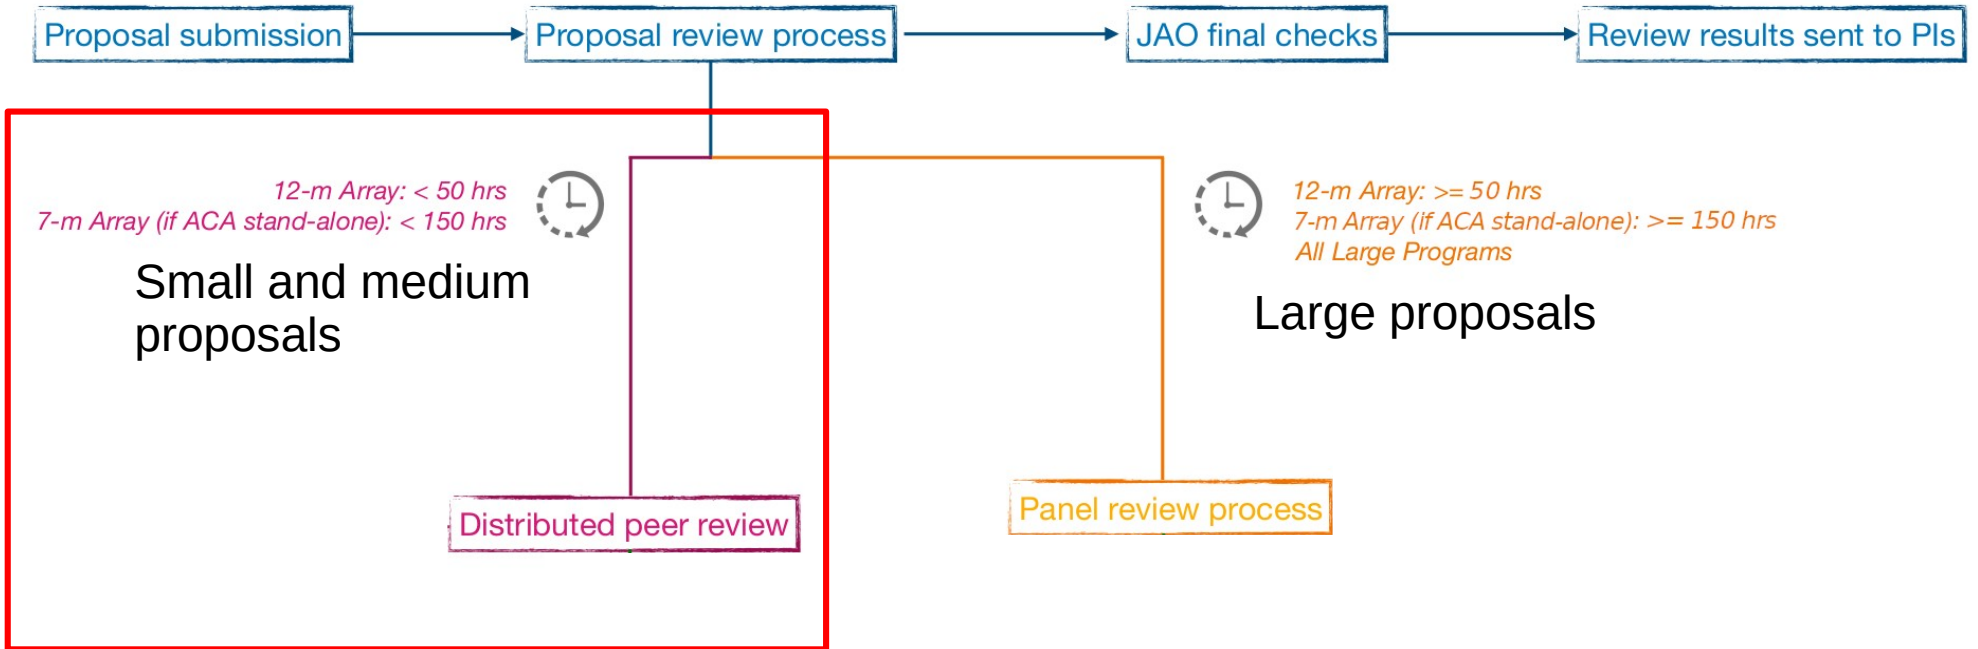 Proposal submission
Proposal review process
JAO final checks
Review results sent to PIs
12-m Array: < 50 hrs
7-m Array (if ACA stand-alone): < 150 hrs
Small and medium
proposals
12-m Array: >= 50 hrs
7-m Array (if ACA stand-alone): >= 150 hrs
All Large Programs
Large proposals
Distributed peer review
Panel review process